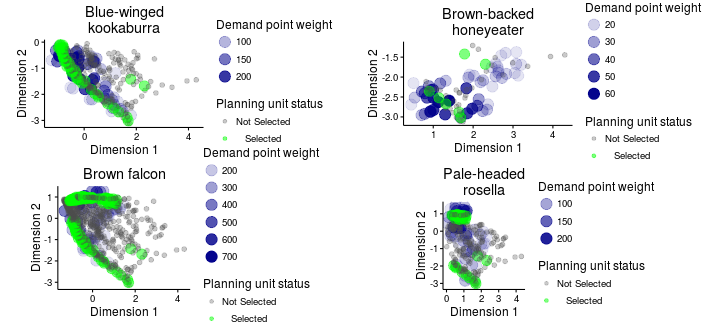 Blue-winged
kookaburra
Dimension 2
0
-1
-2
-3
0
2
4
Dimension 1
Demand point weight
100
150
200
Planning unit status
Not Selected
Selected
Brown-backed
honeyeater
Dimension 2
-1.5
-2.0
-2.5
-3.0
1
2
3
4
Dimension 1
Demand point weight
20
30
40
50
60
Planning unit status
Not Selected
Selected
Brown falcon
Dimension 2
1
0
-1
-2
-3
0
2
4
Dimension 1
Demand point weight
200
300
400
500
600
700
Planning unit status
Not Selected
Selected
Pale-headed
rosella
Dimension 2
1
0
-1
-2
-3
0
1
2
3
4
Dimension 1
Demand point weight
100
150
200
Planning unit status
Not Selected
Selected